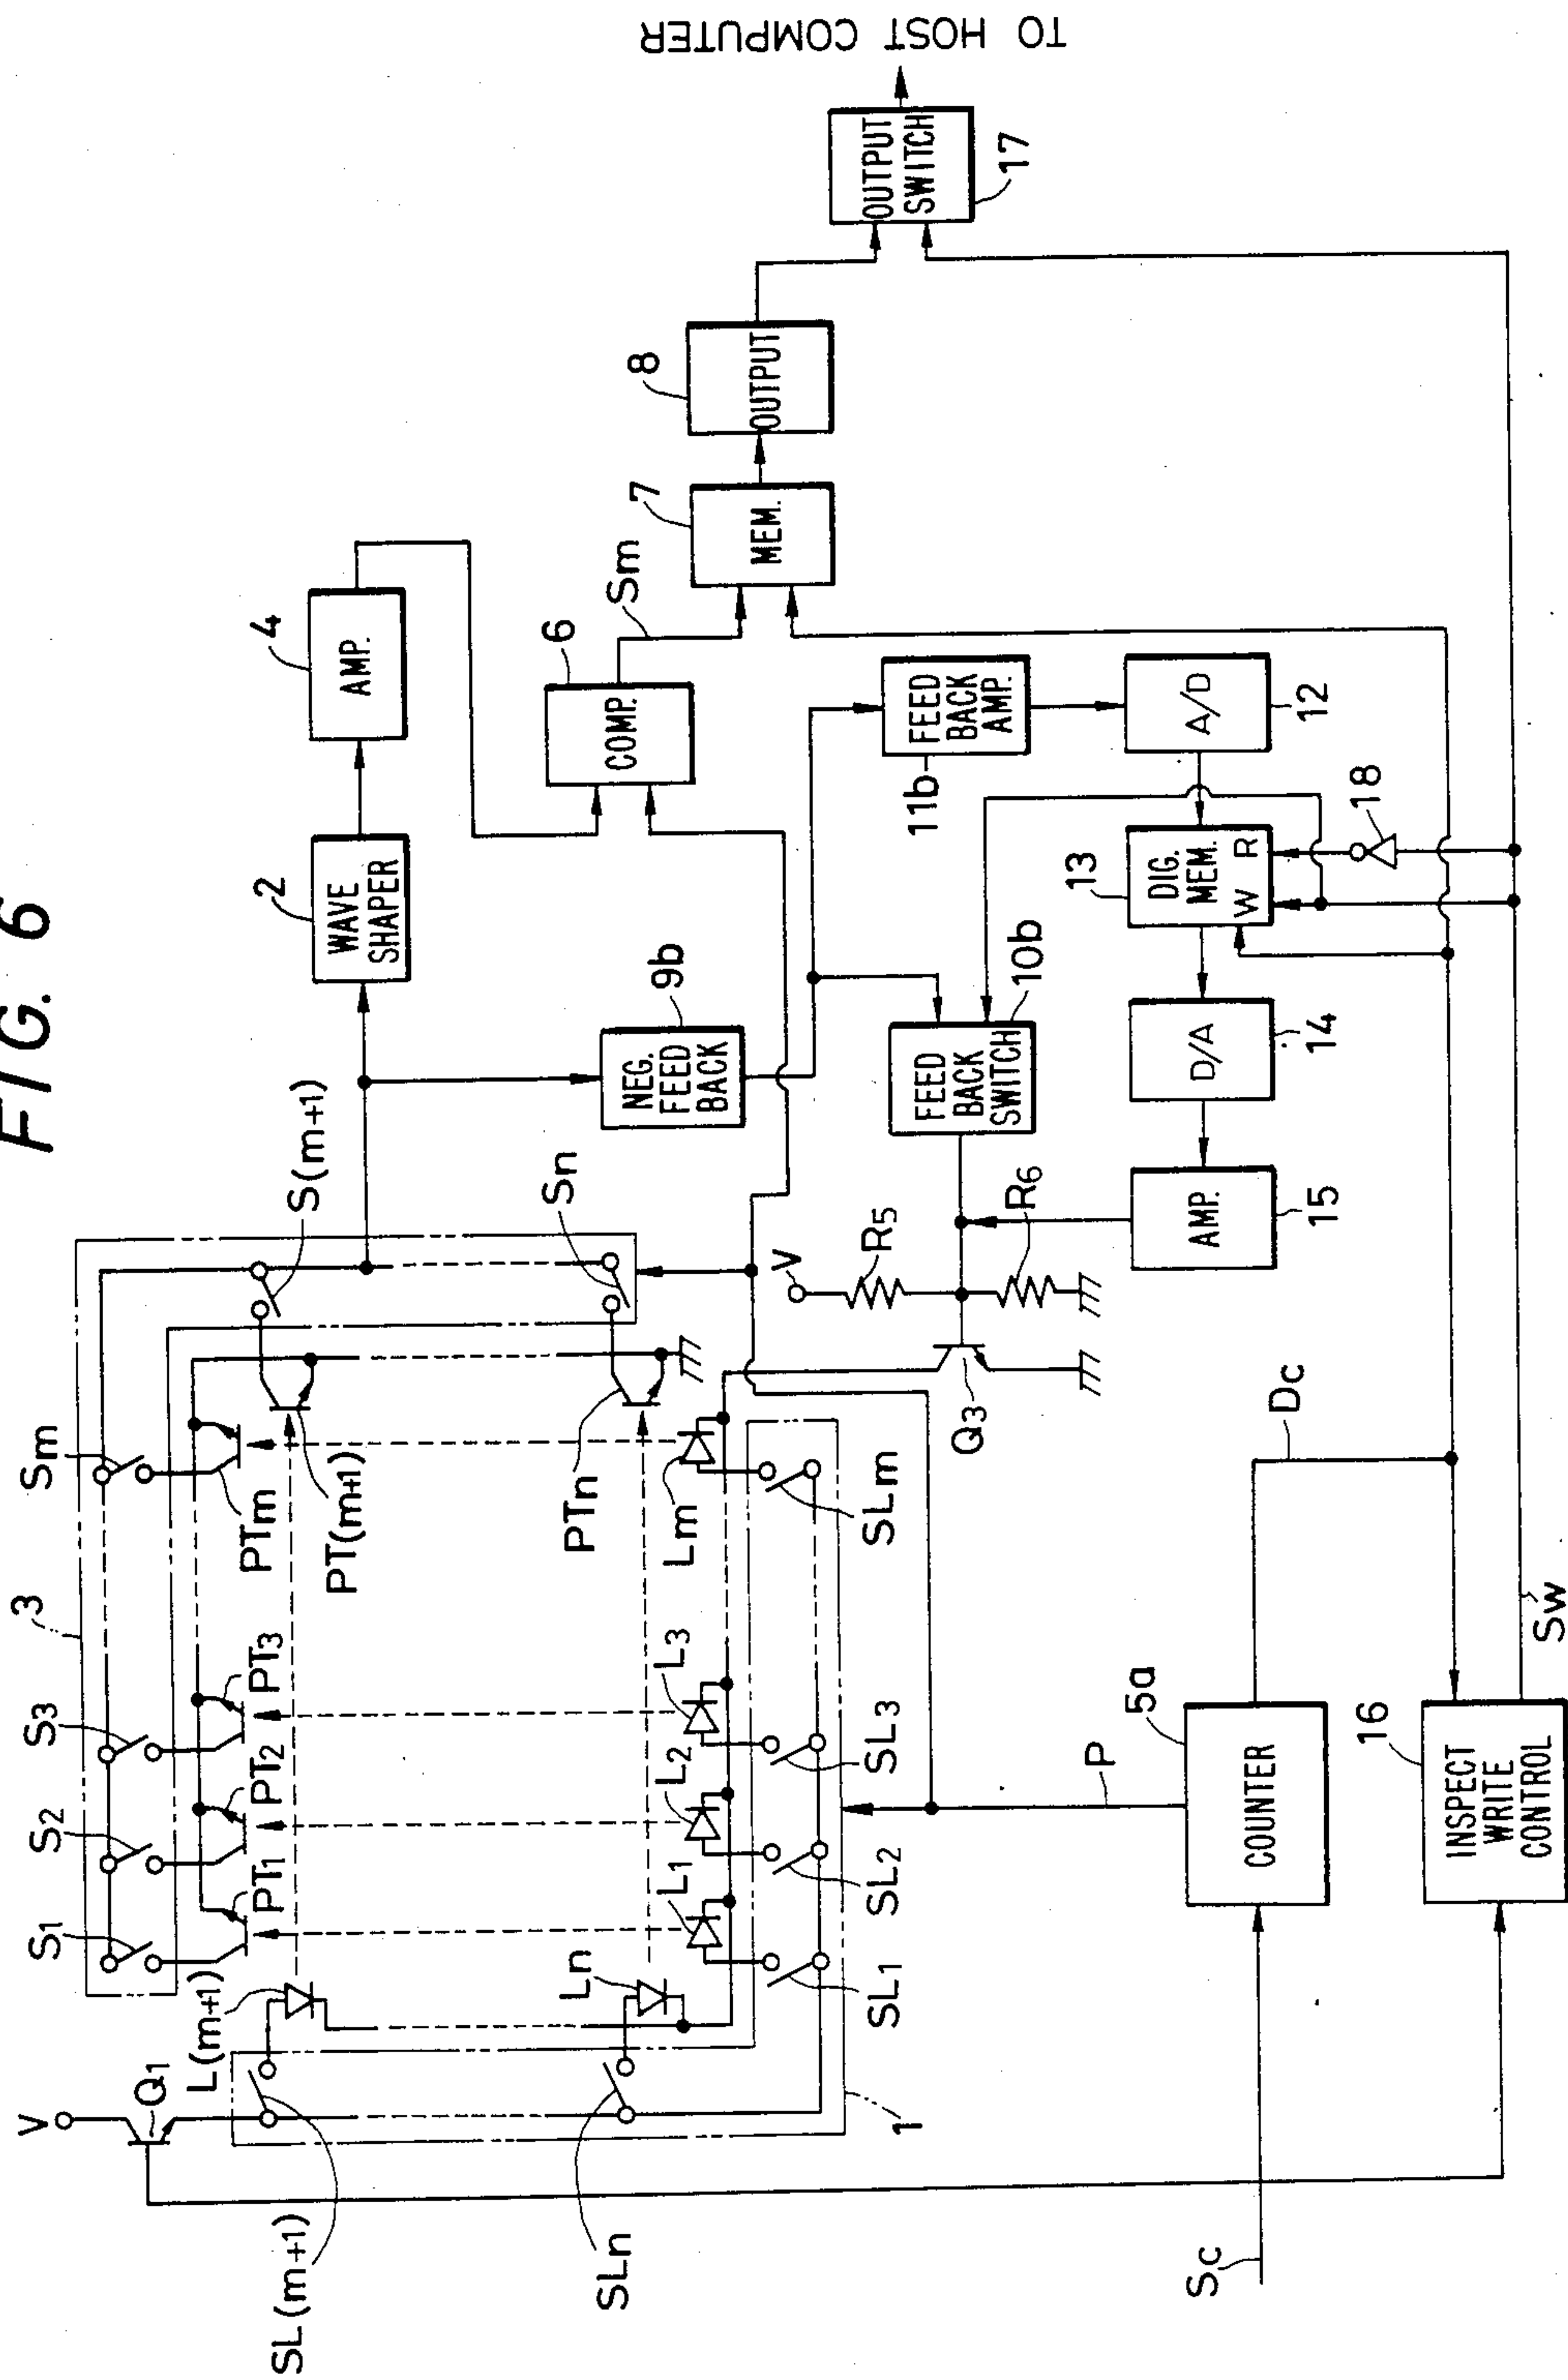 FIG. 6
V
Q1
SL(m+1)
SLn
L(m+1)
Ln
1
S1
S2
S3
3
Sm
S(m+1)
Sn
PT1
PT2
PT3
PTm
PT(m+1)
PTn
L1
L2
L3
Lm
SL1
SL2
SL3
SLm
2
WAVE
SHAPER
4
AMP.
9b
NEG.
FEED
BACK
6
COMP.
Sm
7
MEM.
8
OUTPUT
OUTPUT
SWITCH
17
TO HOST COMPUTER
V
R5
R6
Q3
FEED
BACK
SWITCH
10b
FEED
BACK
AMP.
11b
A/D
12
13
DIG.
MEM.
W R
18
D/A
14
AMP.
15
Sc
P
5a
COUNTER
Dc
16
INSPECT
WRITE
CONTROL
Sw